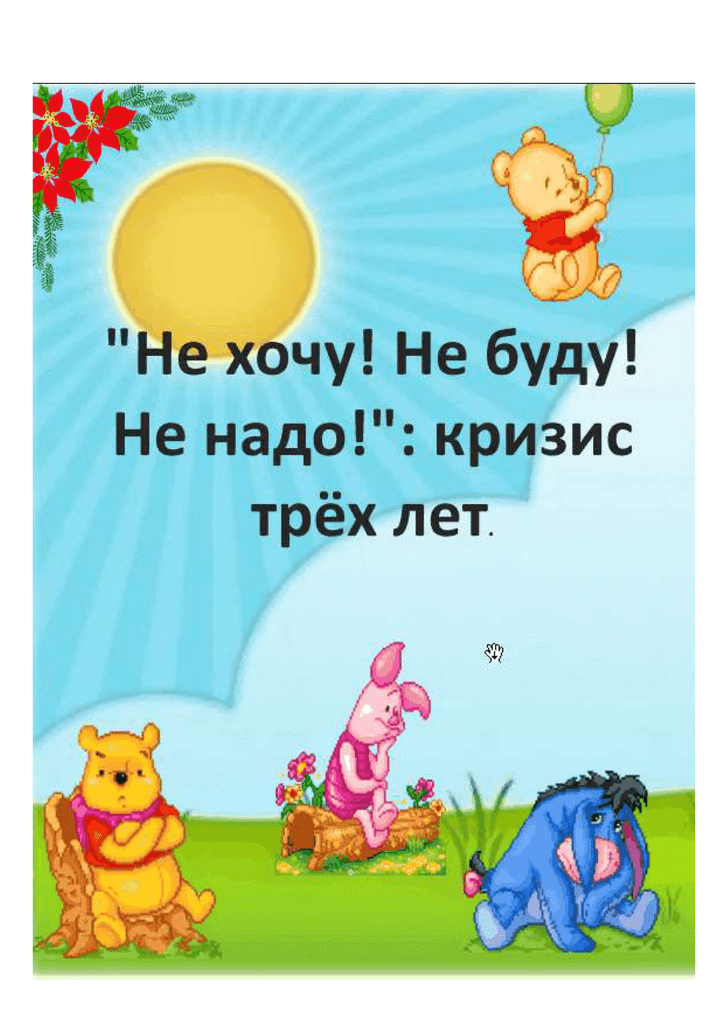 "Не хочу! Не буду!
Не надо!": кризис
трёх лет.